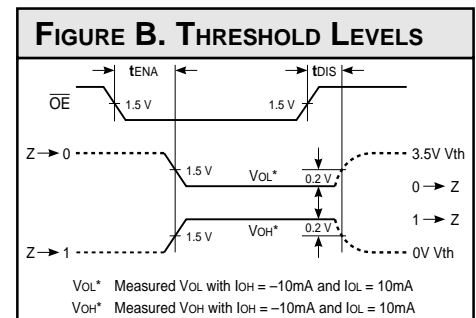 FIGURE B. THRESHOLD LEVELS
tENA tDIS
OE 1.5 V 1.5 V
Z 0 3.5V Vth
1.5 V VOL* 0.2 V
0 Z
1 Z
1.5 V VOH* 0.2 V
Z 1 0V Vth
VOL* Measured VOL with IOH = –10mA and IOL = 10mA
VOH* Measured VOH with IOH = –10mA and IOL = 10mA